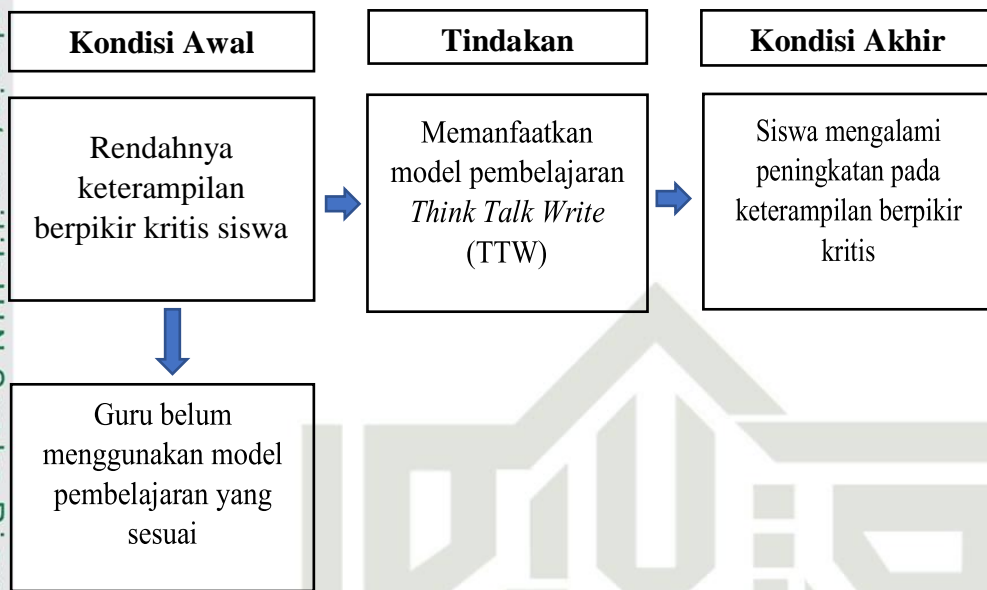 Kondisi Awal
Tindakan
Kondisi Akhir
Rendahnya
keterampilan
berpikir kritis siswa
Memanfaatkan
model pembelajaran
Think Talk Write
(TTW)
Siswa mengalami
peningkatan pada
keterampilan berpikir
kritis
Guru belum
menggunakan model
pembelajaran yang
sesuai